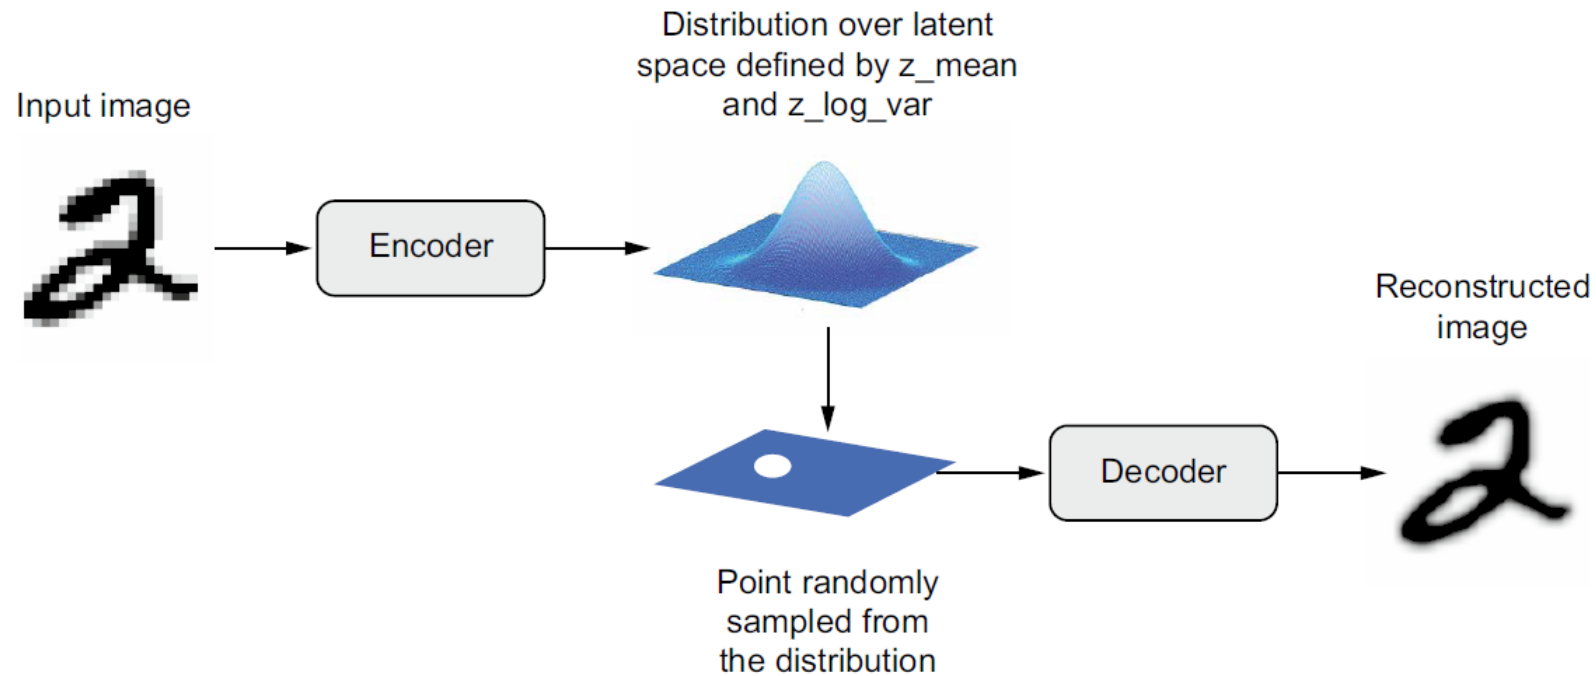 Input image
Encoder
Distribution over latent
space defined by z_mean
and z_log_var
Point randomly
sampled from
the distribution
Decoder
Reconstructed
image